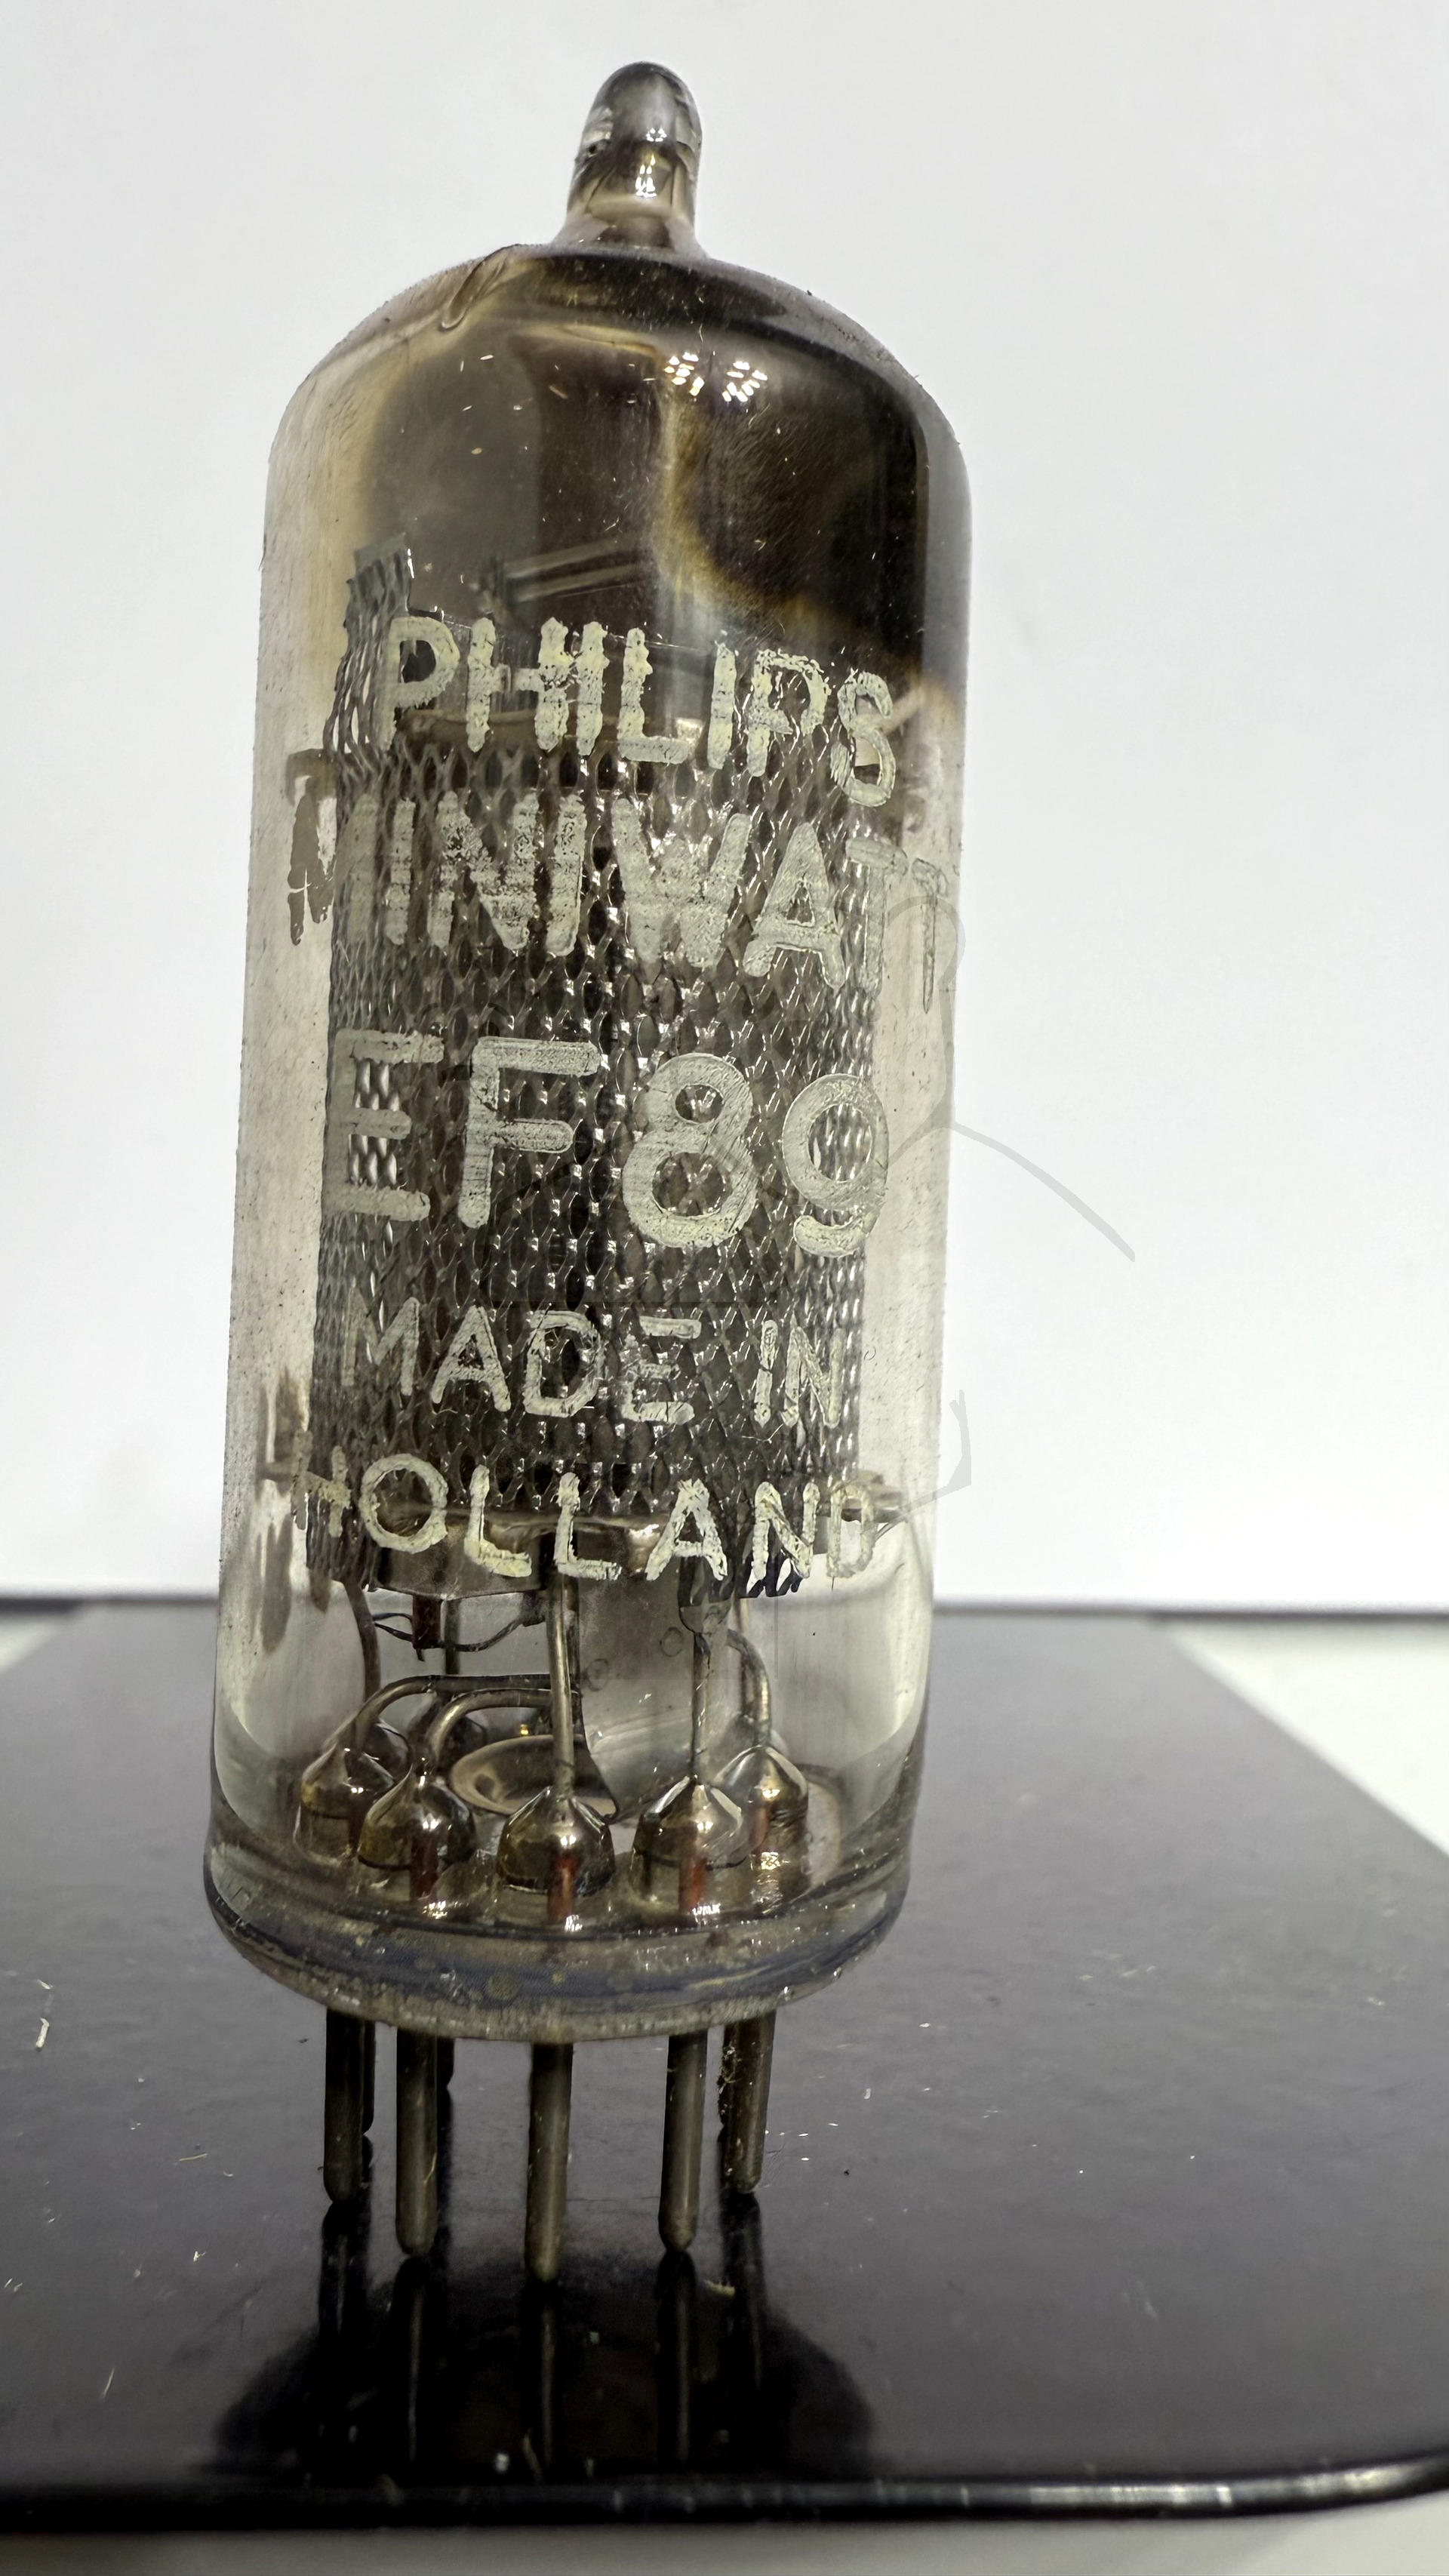 PHILIPS
MINIWATT
EF89
MADE IN
HOLLAND